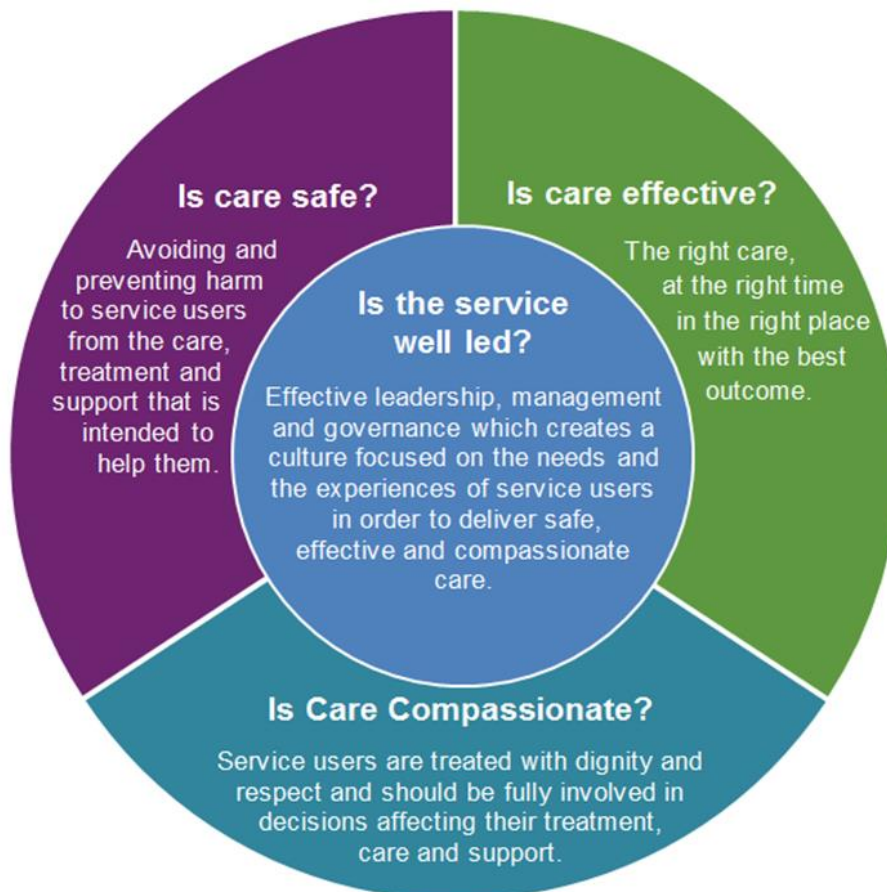 Is care safe?
Avoiding and
preventing harm
to service users
from the care,
treatment and
support that is
intended to
help them.
Is care effective?
The right care,
at the right time
in the right place
with the best
outcome.
Is the service
well led?
Effective leadership, management
and governance which creates a
culture focused on the needs and
the experiences of service users
in order to deliver safe,
effective and compassionate
care.
Is Care Compassionate?
Service users are treated with dignity and
respect and should be fully involved in
decisions affecting their treatment,
care and support.